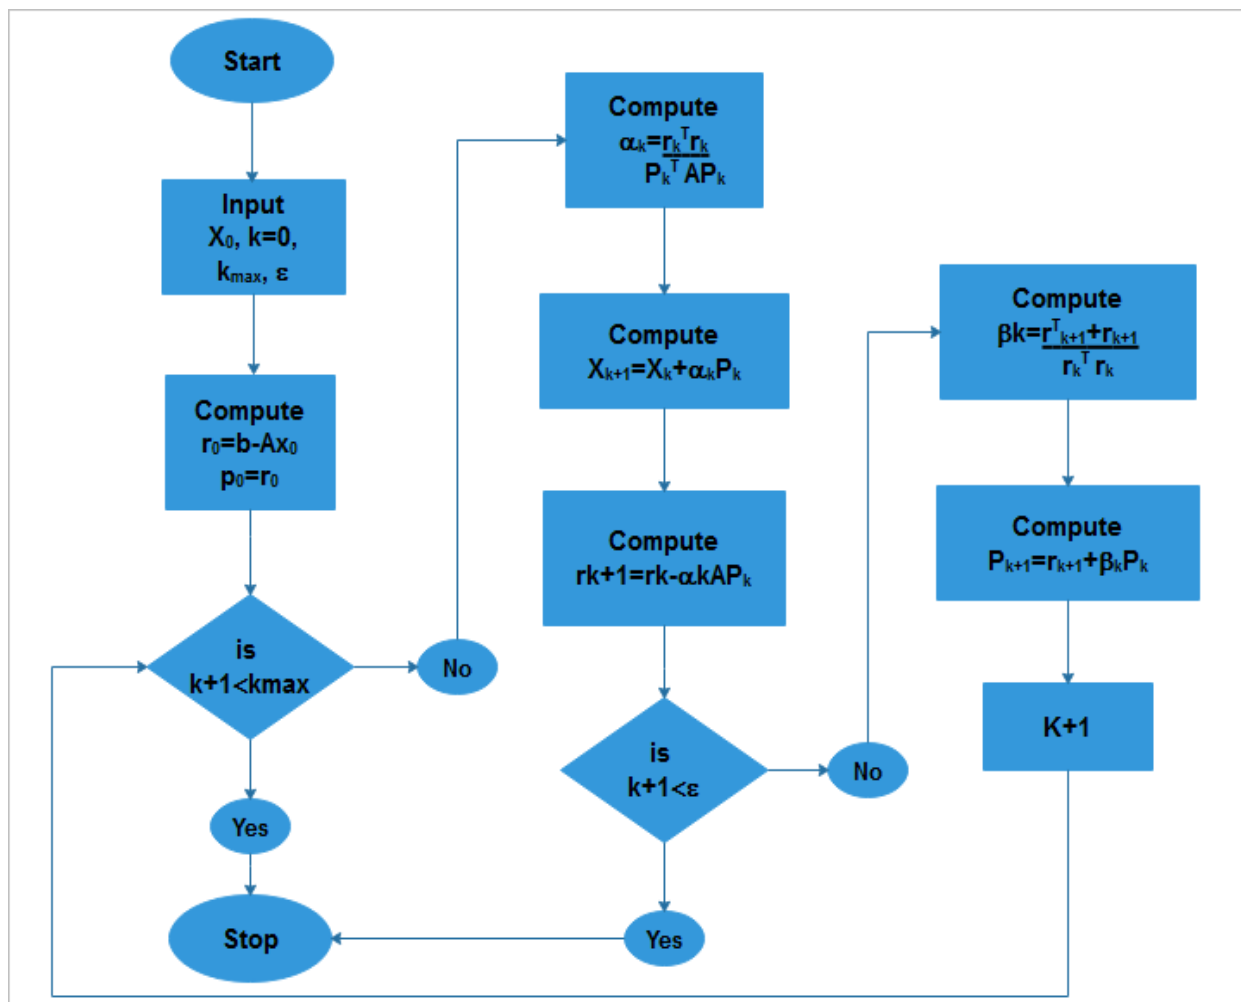 Start
Input
X₀, k=0,
kmax, ε
Compute
r₀=b-Ax₀
p₀=r₀
is
k+1<kmax
No
Yes
Stop
Compute
αₖ=rₖᵀrₖ
Pₖᵀ APₖ
Compute
Xₖ₊₁=Xₖ+αₖPₖ
Compute
rk+1=rk-αkAPₖ
is
k+1<ε
No
Yes
Compute
βk=rᵀₖ₊₁+rₖ₊₁
rₖᵀ rₖ
Compute
Pₖ₊₁=rₖ₊₁+βₖPₖ
K+1